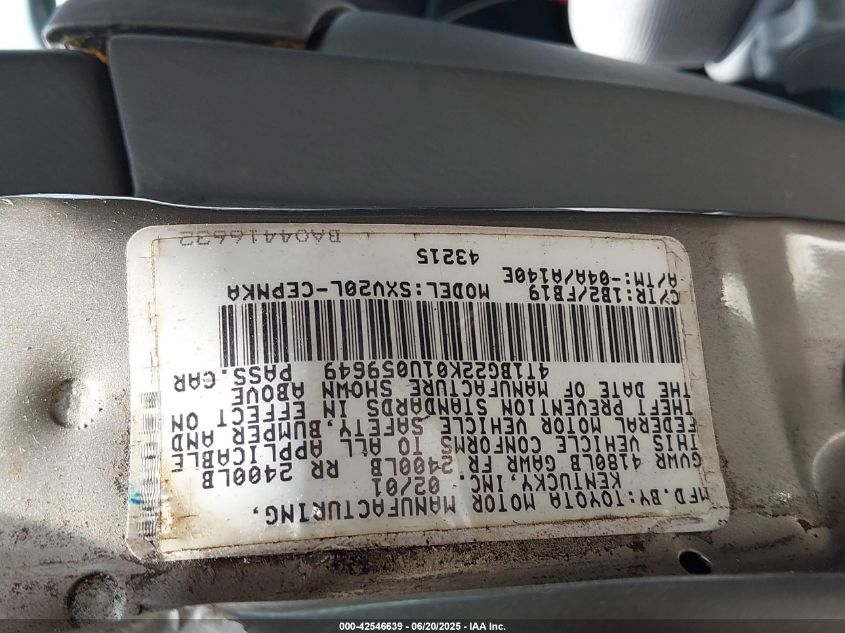 MFD.BY:TOYOTA MOTOR MANUFACTURING,
KENTUCKY, INC. 02/01
GVWR 4180LB GAWR FR 2400LB RR 2400LB
THIS VEHICLE CONFORMS TO ALL APPLICABLE
FEDERAL MOTOR VEHICLE SAFETY,BUMPER AND
THEFT PREVENTION STANDARDS IN EFFECT ON
THE DATE OF MANUFACTURE SHOWN ABOVE
4T1BG22K01U059649 PASS.CAR
C/TR:1B2/FB19 MODEL:SXV20L-CEPNKA
A/TM:-04A/A140E
43215
BA04416632
000-42546639 / 06/20/2025 - IAA Inc.